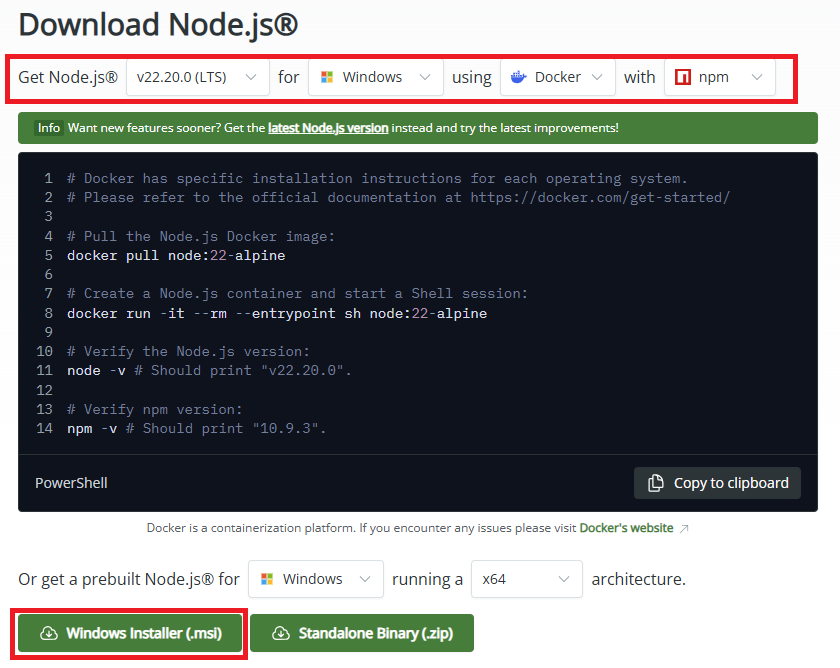 Download Node.js®
Get Node.js® v22.20.0 (LTS) for Windows using Docker with npm
Info Want new features sooner? Get the latest Node.js version instead and try the latest improvements!
1 # Docker has specific installation instructions for each operating system.
2 # Please refer to the official documentation at https://docker.com/get-started/
3
4 # Pull the Node.js Docker image:
5 docker pull node:22-alpine
6
7 # Create a Node.js container and start a Shell session:
8 docker run -it --rm --entrypoint sh node:22-alpine
9
10 # Verify the Node.js version:
11 node -v # Should print "v22.20.0".
12
13 # Verify npm version:
14 npm -v # Should print "10.9.3".
PowerShell Copy to clipboard
Docker is a containerization platform. If you encounter any issues please visit Docker's website
Or get a prebuilt Node.js® for Windows running a x64 architecture.
Windows Installer (.msi) Standalone Binary (.zip)